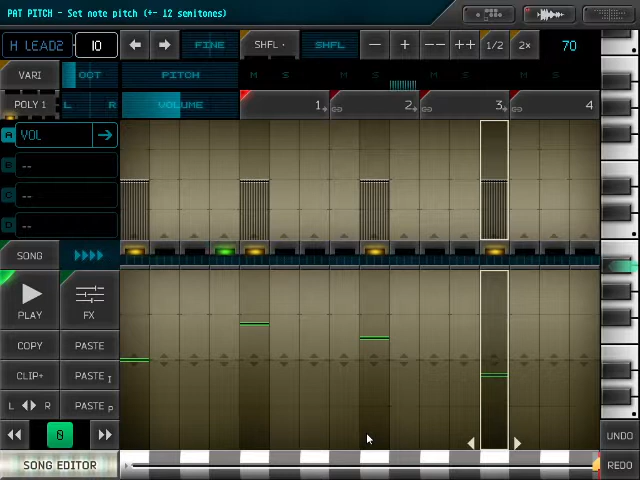 PAT PITCH - Set note pitch (+- 12 semitones)
H LEAD2 10 FINE SHFL · SHFL — + —— ++ 1/2 2× 70
VARI OCT PITCH M S M S M S M S
POLY 1 L R VOLUME 1 2 3 4
A VOL
B --
C --
D --
SONG
PLAY FX
COPY PASTE
CLIP+ PASTE I
L R PASTE P
0 UNDO
SONG EDITOR REDO